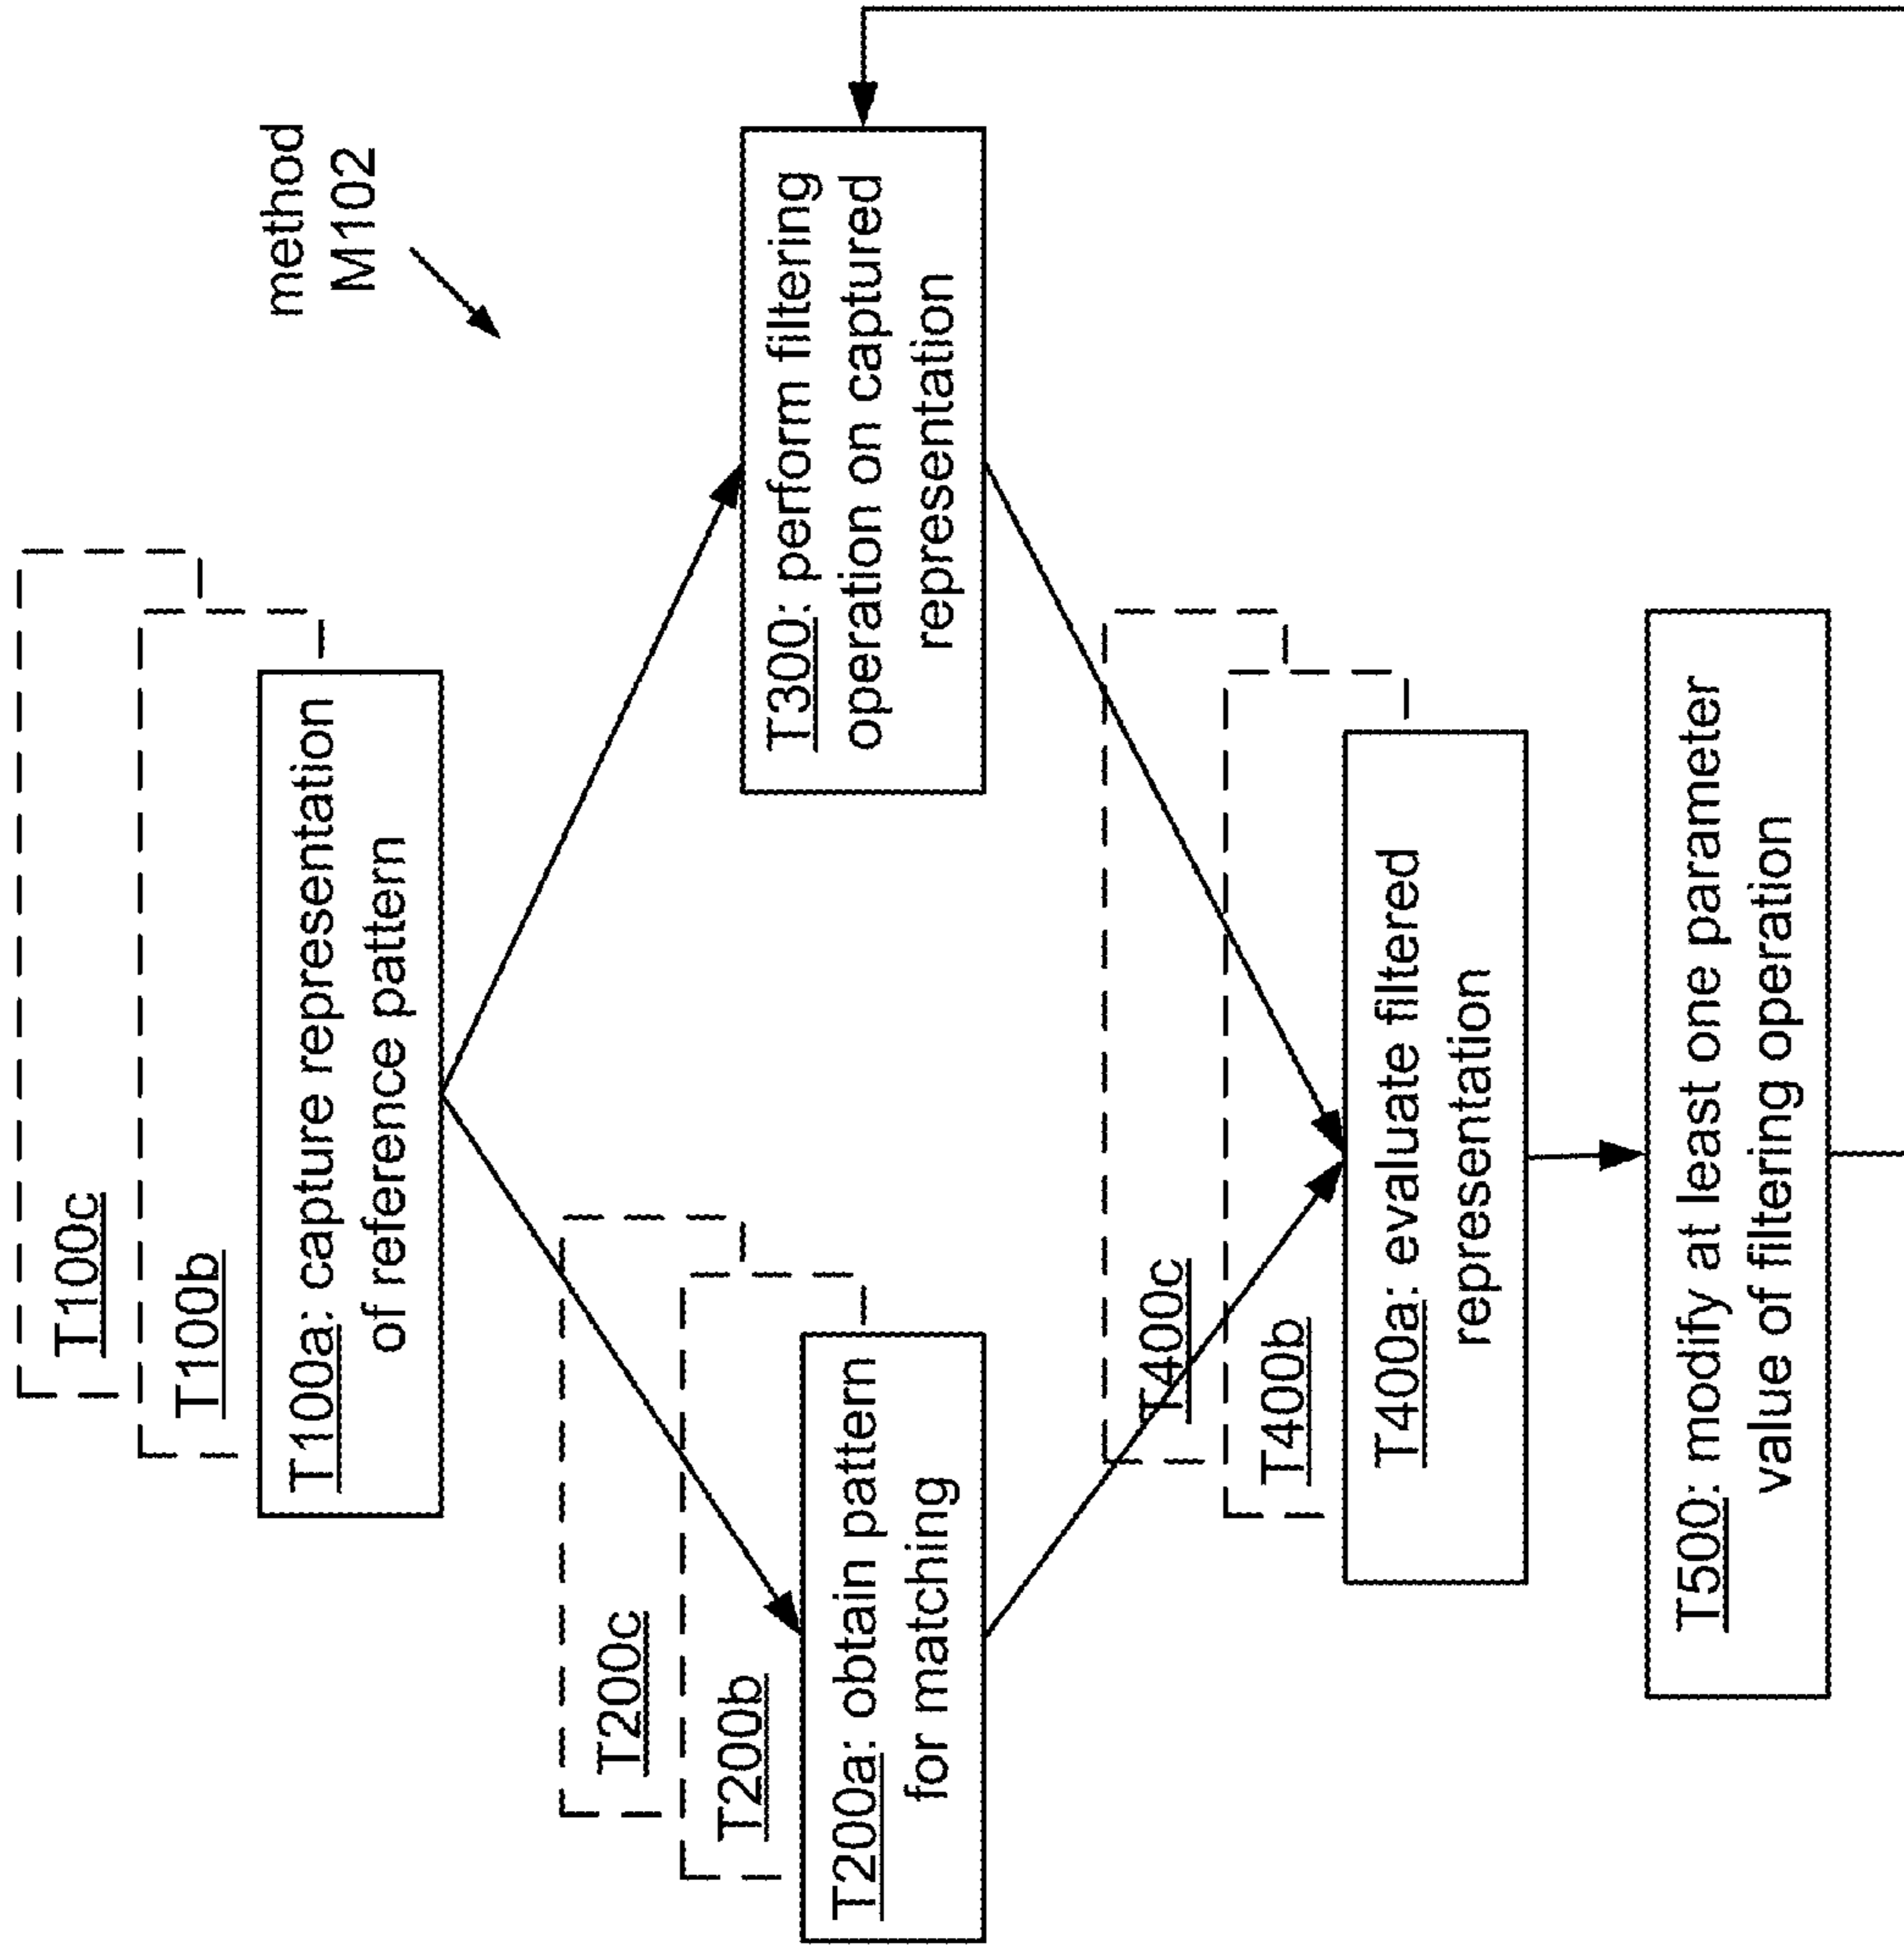 method
M102
T100c
T100b
T100a: capture representation
of reference pattern
T200c
T200b
T200a: obtain pattern
for matching
T300: perform filtering
operation on captured
representation
T400c
T400b
T400a: evaluate filtered
representation
T500: modify at least one parameter
value of filtering operation